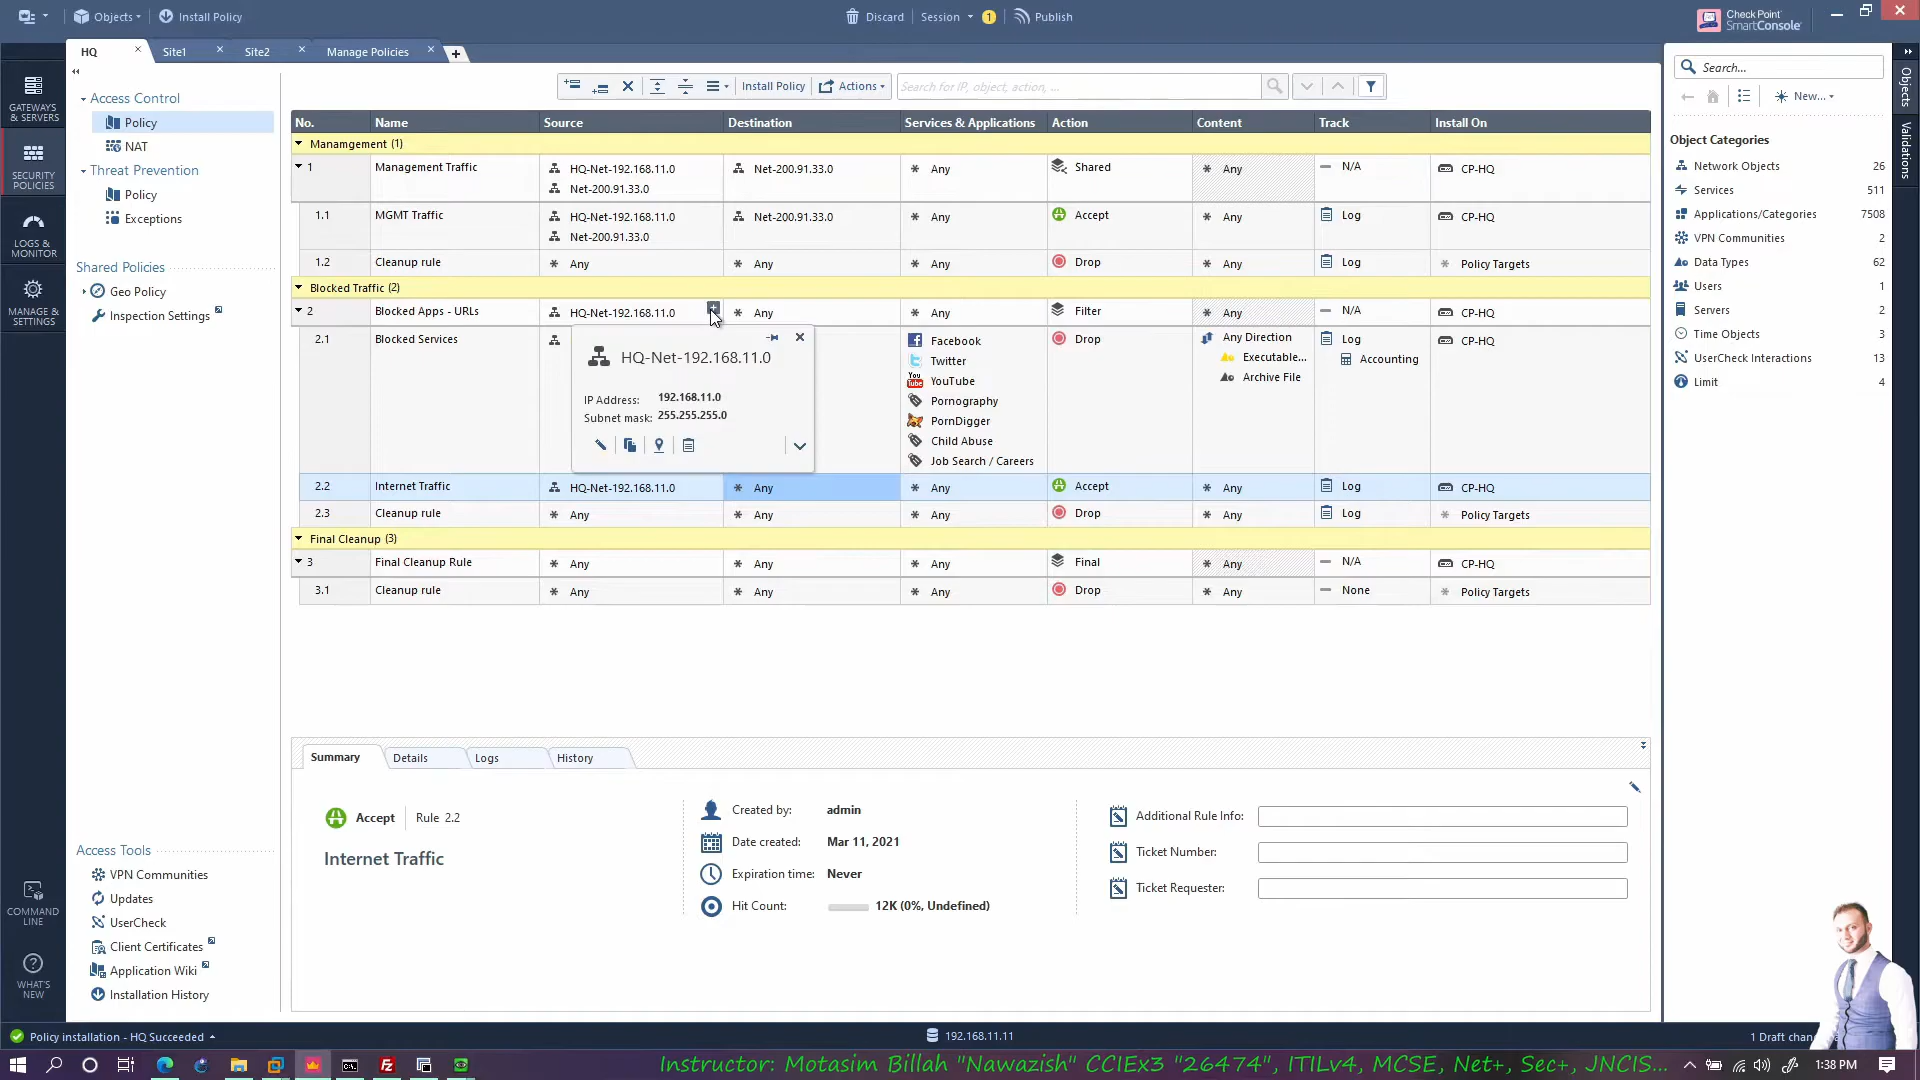 Objects
Install Policy
Discard
Session
1
Publish
Check Point
SmartConsole
HQ
Site1
Site2
Manage Policies
GATEWAYS
& SERVERS
SECURITY
POLICIES
LOGS &
MONITOR
MANAGE &
SETTINGS
COMMAND
LINE
WHAT'S
NEW
Access Control
Policy
NAT
Threat Prevention
Policy
Exceptions
Shared Policies
Geo Policy
Inspection Settings
Access Tools
VPN Communities
Updates
UserCheck
Client Certificates
Application Wiki
Installation History
Install Policy
Actions
Search for IP, object, action, ...
No. Name Source Destination Services & Applications Action Content Track Install On
Manamgement (1)
1 Management Traffic HQ-Net-192.168.11.0 Net-200.91.33.0 Any Shared Any N/A CP-HQ
Net-200.91.33.0
1.1 MGMT Traffic HQ-Net-192.168.11.0 Net-200.91.33.0 Any Accept Any Log CP-HQ
Net-200.91.33.0
1.2 Cleanup rule Any Any Any Drop Any Log Policy Targets
Blocked Traffic (2)
2 Blocked Apps - URLs HQ-Net-192.168.11.0 Any Any Filter Any N/A CP-HQ
2.1 Blocked Services Facebook Drop Any Direction Log CP-HQ
Twitter Executable... Accounting
You Tube YouTube Archive File
Pornography
PornDigger
Child Abuse
Job Search / Careers
HQ-Net-192.168.11.0
IP Address: 192.168.11.0
Subnet mask: 255.255.255.0
2.2 Internet Traffic HQ-Net-192.168.11.0 Any Any Accept Any Log CP-HQ
2.3 Cleanup rule Any Any Any Drop Any Log Policy Targets
Final Cleanup (3)
3 Final Cleanup Rule Any Any Any Final Any N/A CP-HQ
3.1 Cleanup rule Any Any Any Drop Any None Policy Targets
Summary Details Logs History
Accept Rule 2.2
Internet Traffic
Created by: admin
Date created: Mar 11, 2021
Expiration time: Never
Hit Count: 12K (0%, Undefined)
Additional Rule Info:
Ticket Number:
Ticket Requester:
Search...
New...
Object Categories
Network Objects 26
Services 511
Applications/Categories 7508
VPN Communities 2
Data Types 62
Users 1
Servers 2
Time Objects 3
UserCheck Interactions 13
Limit 4
Objects
Validations
Policy installation - HQ Succeeded
192.168.11.11
1 Draft chan
Instructor: Motasim Billah "Nawazish" CCIEx3 "26474", ITILv4, MCSE, Net+, Sec+, JNCIS...
1:38 PM